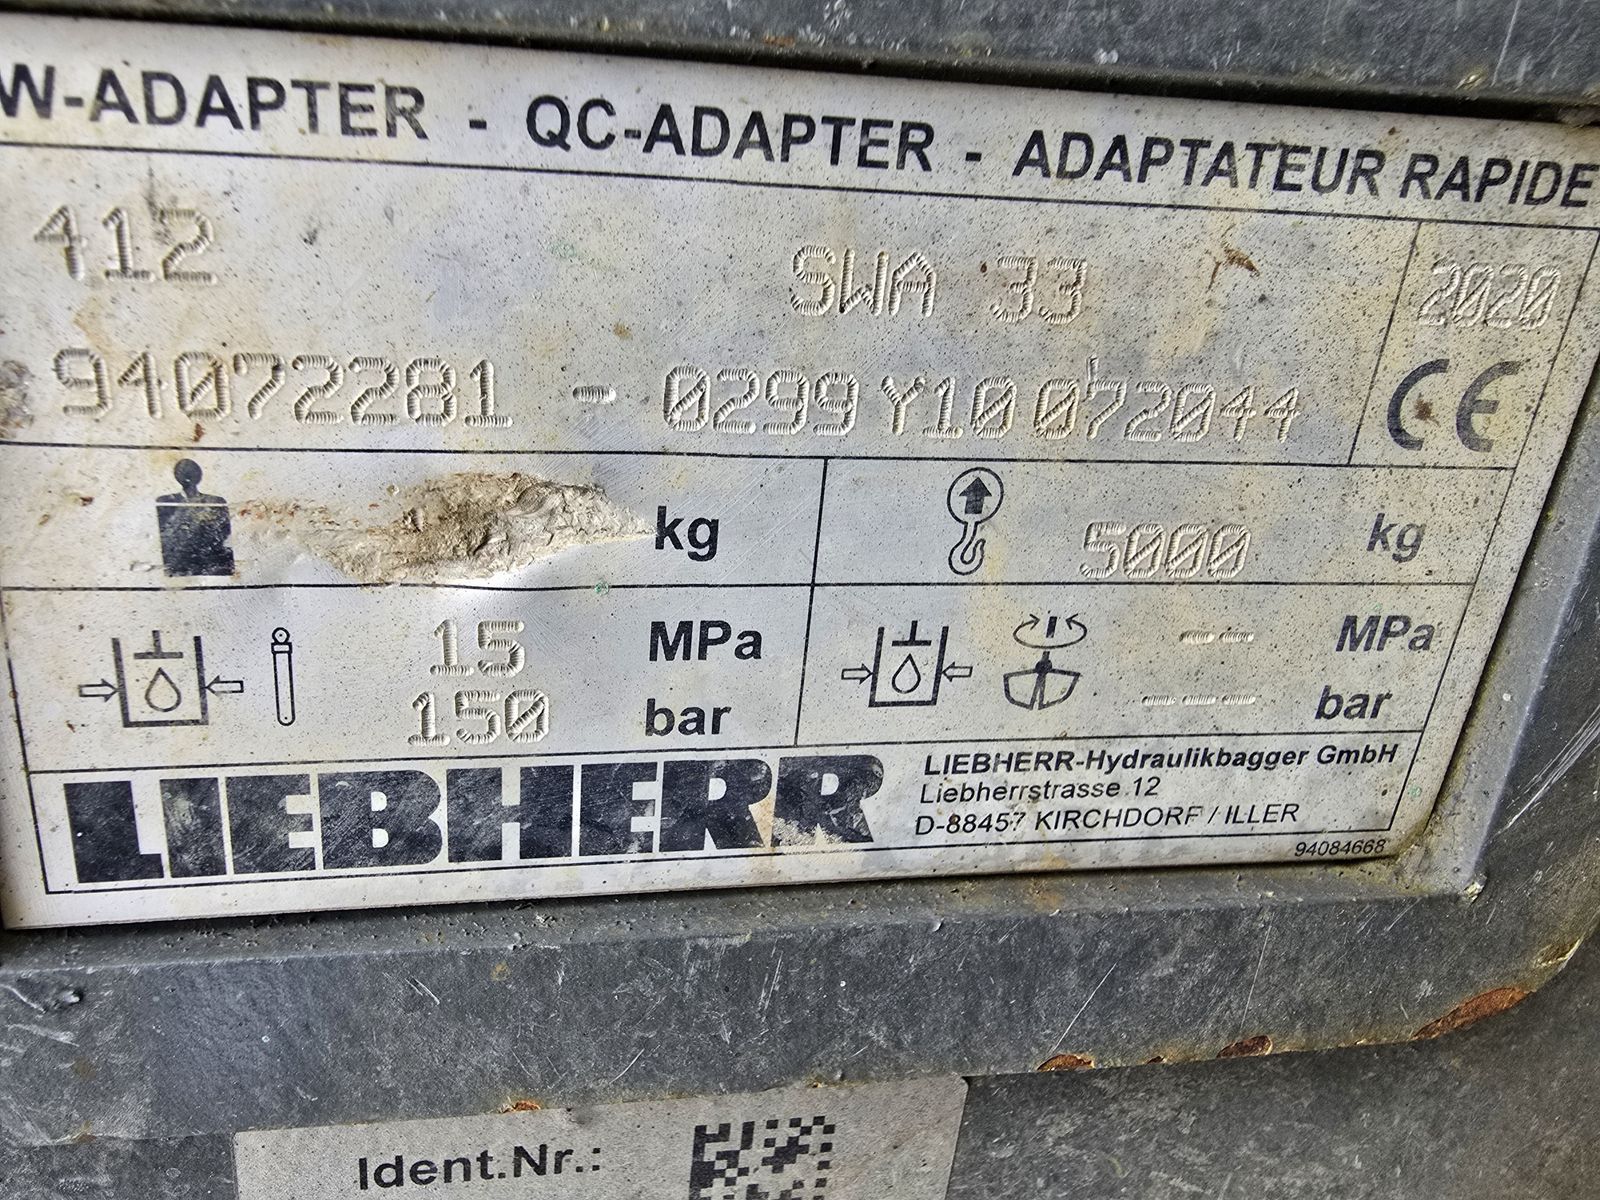 W-ADAPTER - QC-ADAPTER - ADAPTATEUR RAPIDE
412 SWA 33 2020
94072281 - 0299 Y10 072044 CE
kg 5000 kg
15 MPa -- MPa
150 bar --- bar
LIEBHERR
LIEBHERR-Hydraulikbagger GmbH
Liebherrstrasse 12
D-88457 KIRCHDORF / ILLER
94084668
Ident.Nr.: